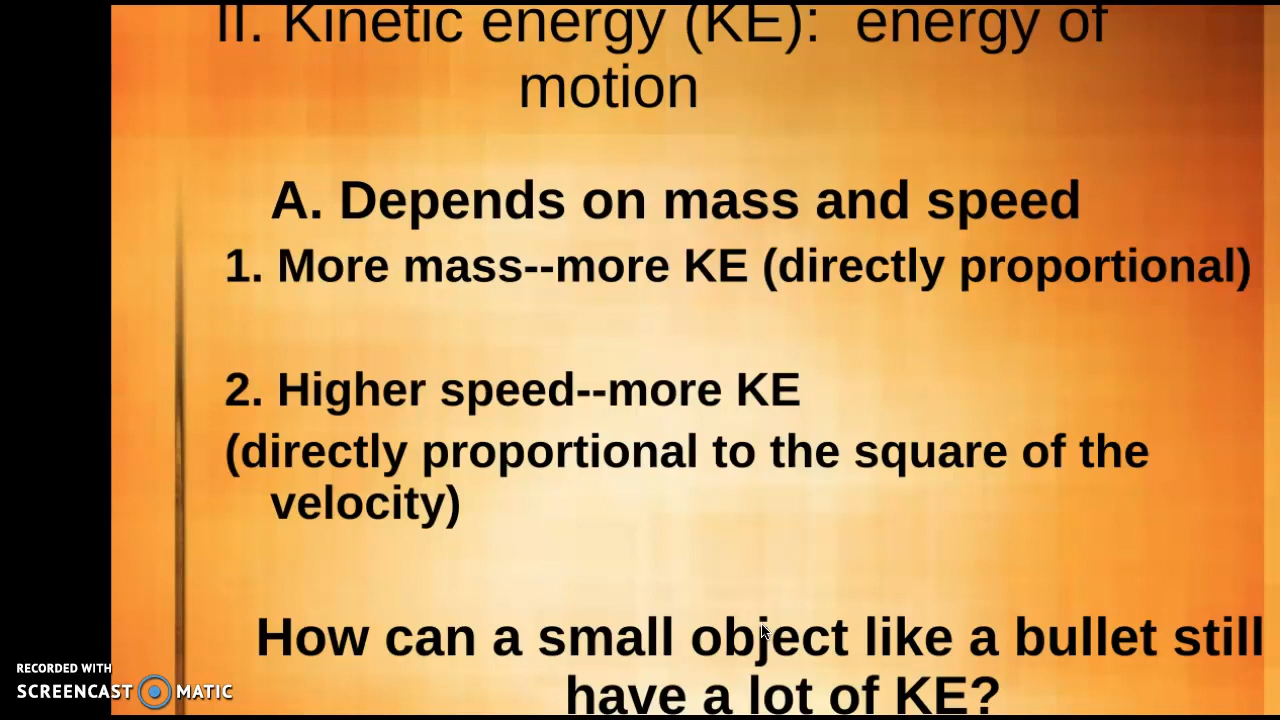 II. Kinetic energy (KE):  energy of
motion
A. Depends on mass and speed
1. More mass--more KE (directly proportional)
2. Higher speed--more KE
(directly proportional to the square of the
velocity)
How can a small object like a bullet still
have a lot of KE?
RECORDED WITH
SCREENCAST MATIC